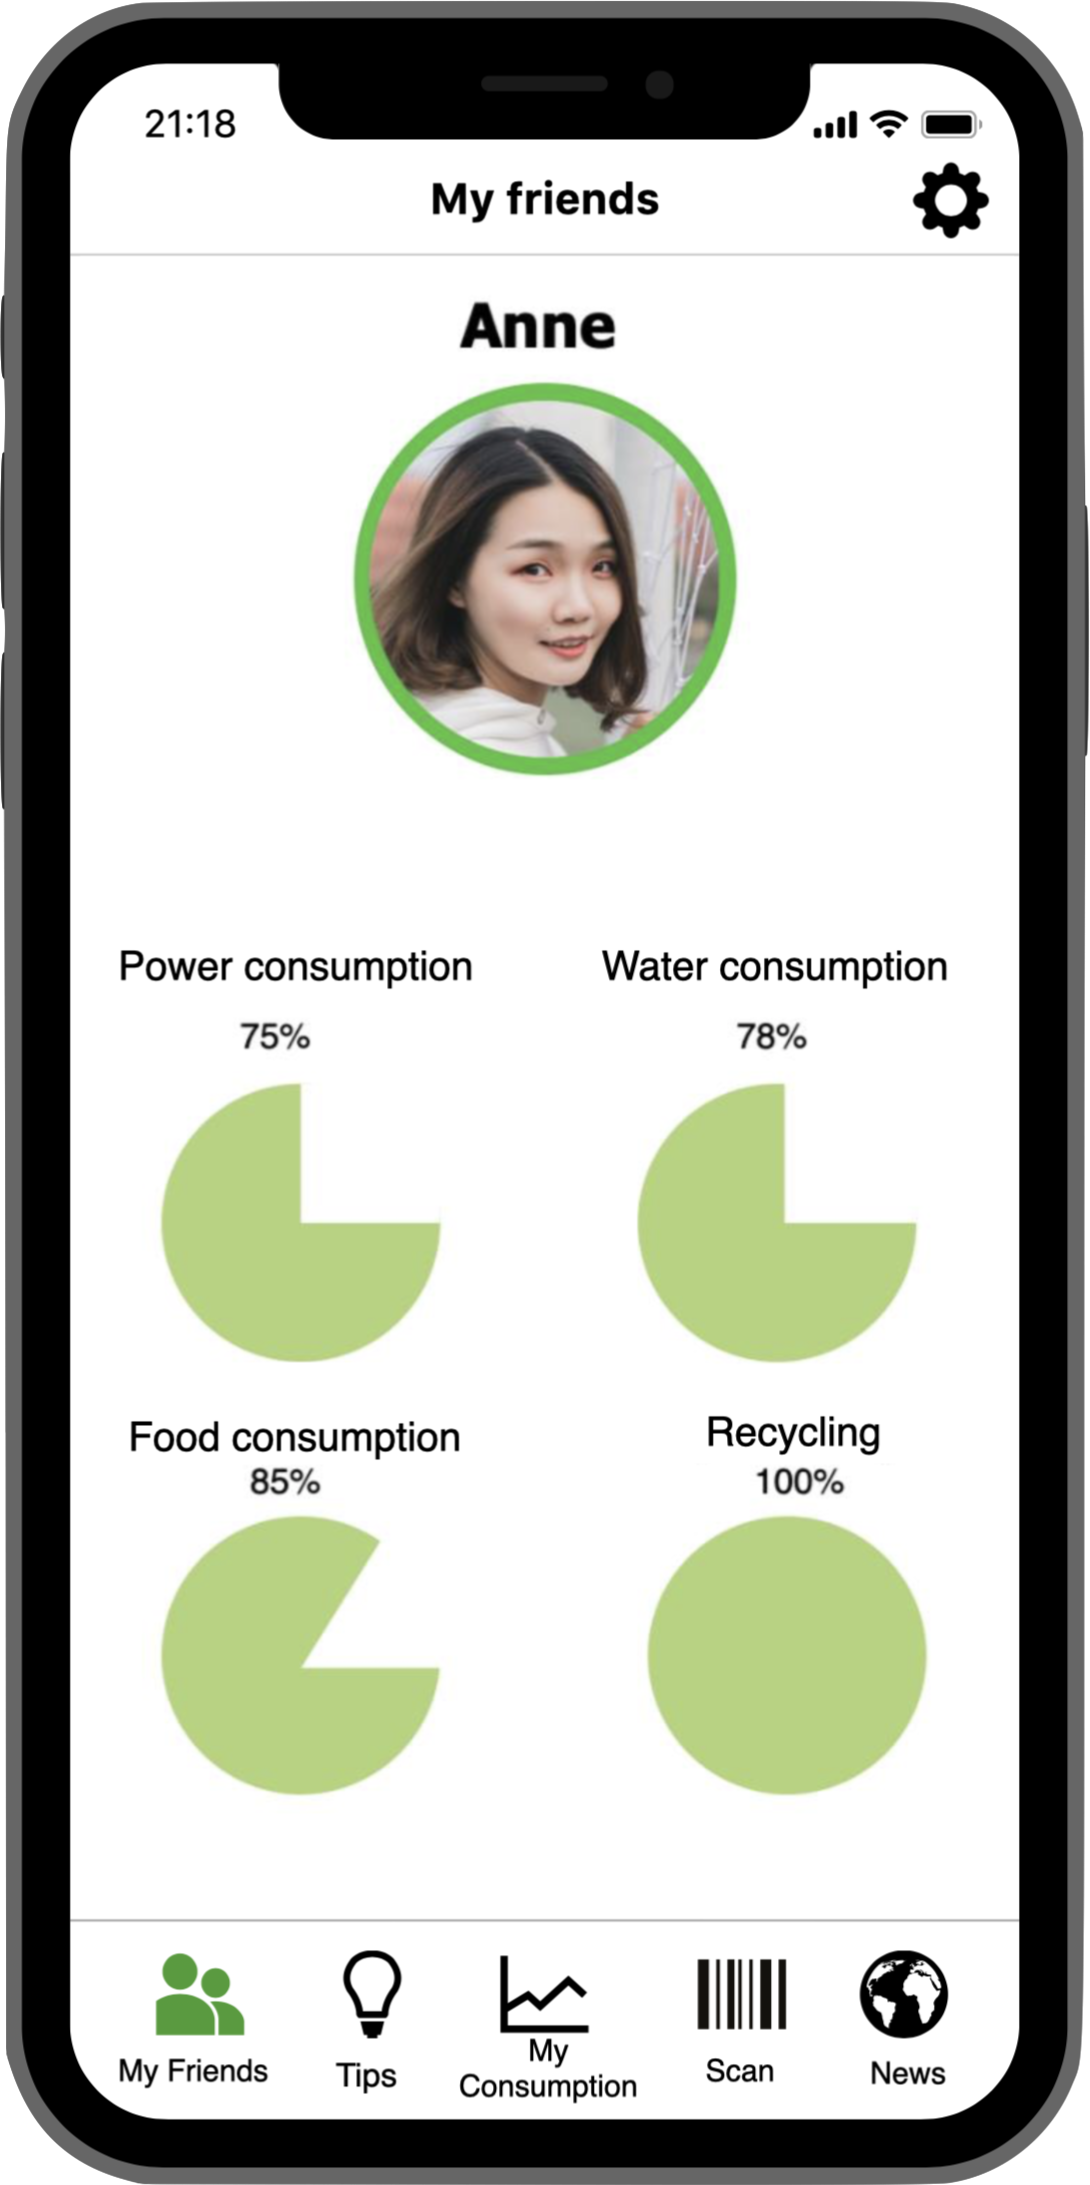 21:18
My friends
Anne
Power consumption
75%
Water consumption
78%
Food consumption
85%
Recycling
100%
My Friends
Tips
My
Consumption
Scan
News